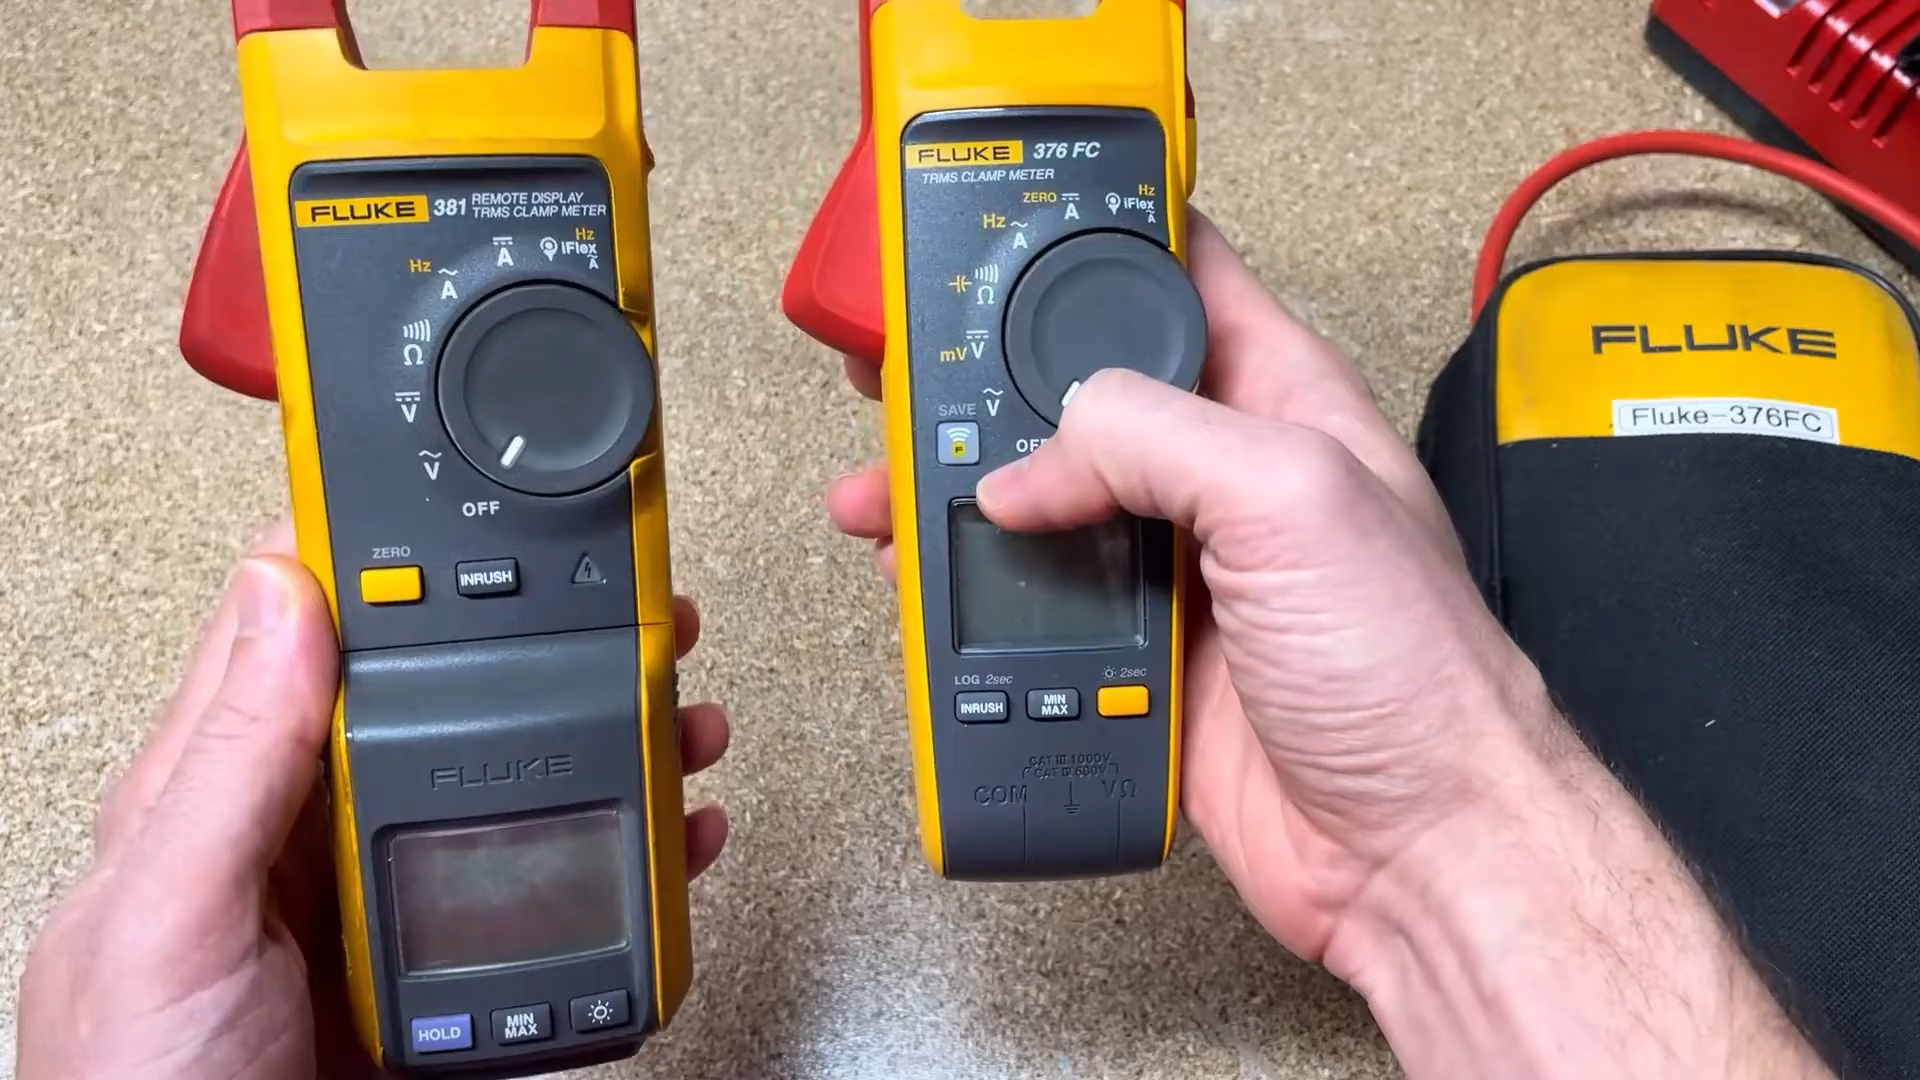 FLUKE 381 REMOTE DISPLAY
TRMS CLAMP METER
Hz
A
A
Hz
iFlex
A
Ω
V
V
OFF
ZERO
INRUSH
FLUKE
HOLD
MIN
MAX
FLUKE 376 FC
TRMS CLAMP METER
Hz
A
ZERO
A
Hz
iFlex
A
Ω
mV V
V
SAVE
F
OFF
LOG 2sec
2sec
INRUSH
MIN
MAX
CAT III 1000V
CAT IV 600V
COM
VΩ
FLUKE
Fluke-376FC